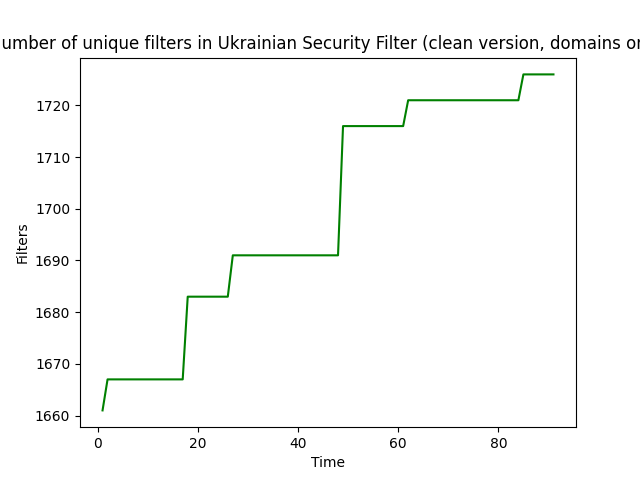 umber of unique filters in Ukrainian Security Filter (clean version, domains or
1720
1710
1700
1690
1680
1670
1660
Filters
0 20 40 60 80
Time